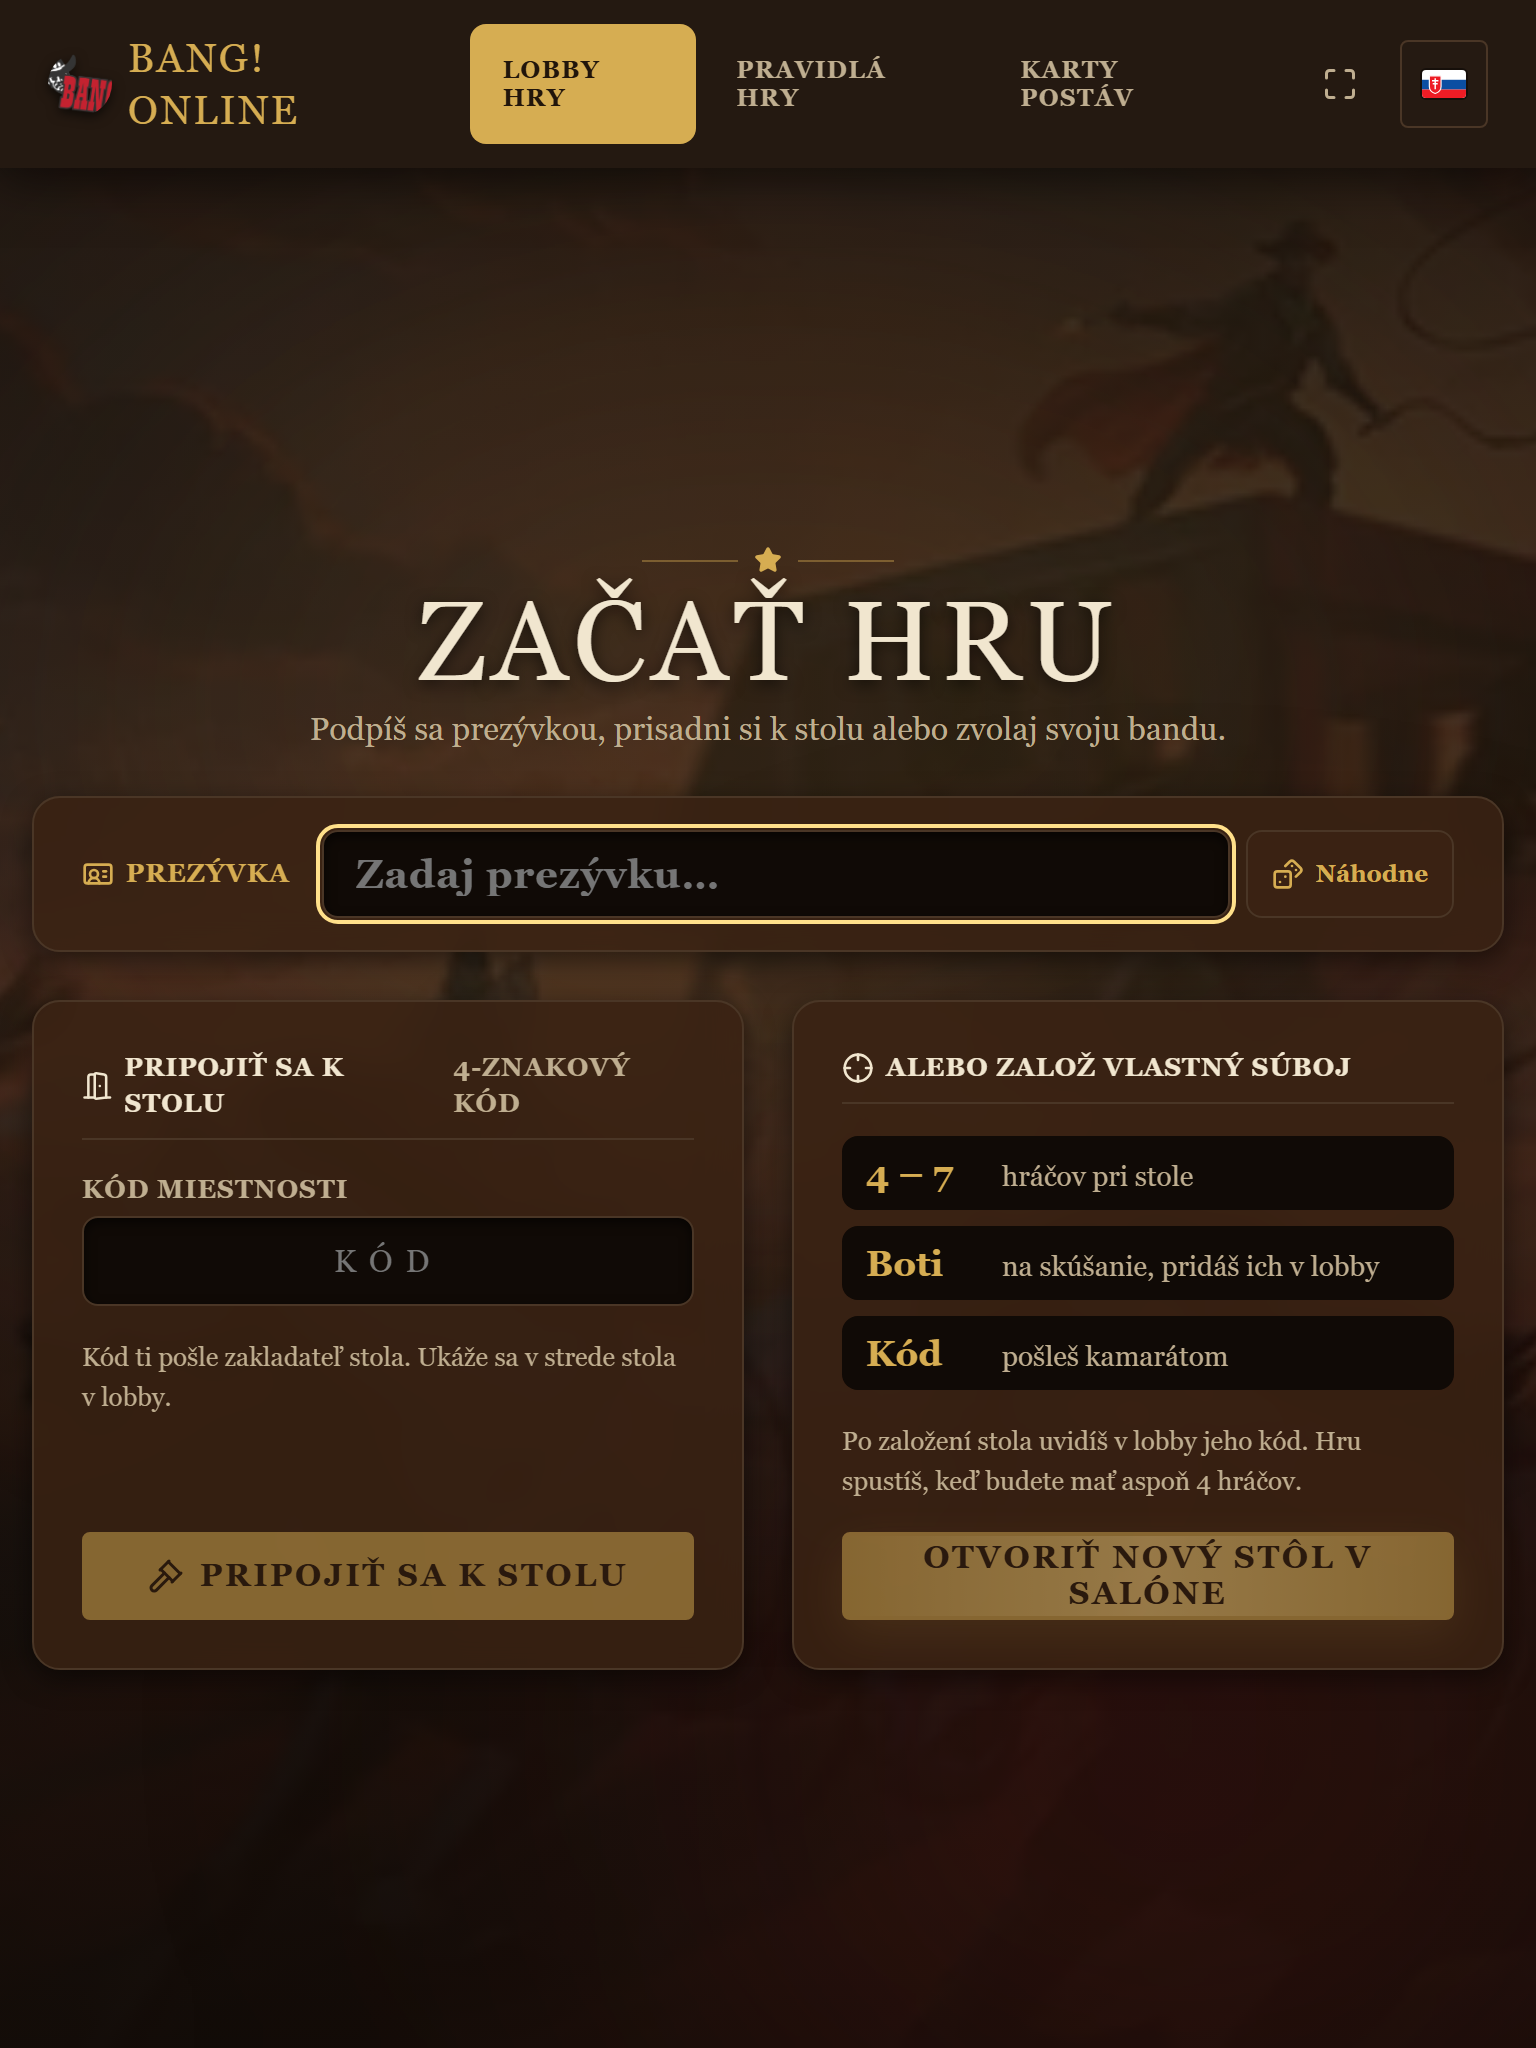 BANG!
ONLINE
LOBBY
HRY
PRAVIDLÁ
HRY
KARTY
POSTÁV
ZAČAŤ HRU
Podpíš sa prezývkou, prisadni si k stolu alebo zvolaj svoju bandu.
PREZÝVKA
Zadaj prezývku...
Náhodne
PRIPOJIŤ SA K
STOLU
4-ZNAKOVÝ
KÓD
KÓD MIESTNOSTI
KÓD
Kód ti pošle zakladateľ stola. Ukáže sa v strede stola
v lobby.
PRIPOJIŤ SA K STOLU
ALEBO ZALOŽ VLASTNÝ SÚBOJ
4 – 7 hráčov pri stole
Boti na skúšanie, pridáš ich v lobby
Kód pošleš kamarátom
Po založení stola uvidíš v lobby jeho kód. Hru
spustíš, keď budete mať aspoň 4 hráčov.
OTVORIŤ NOVÝ STÔL V
SALÓNE